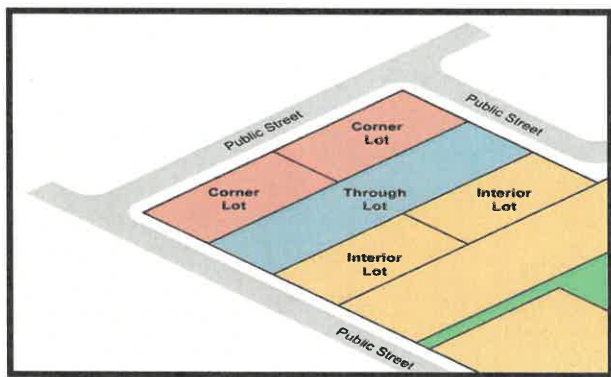 Public Street
Public Street
Corner
Lot
Corner
Lot
Through
Lot
Interior
Lot
Interior
Lot
Public Street